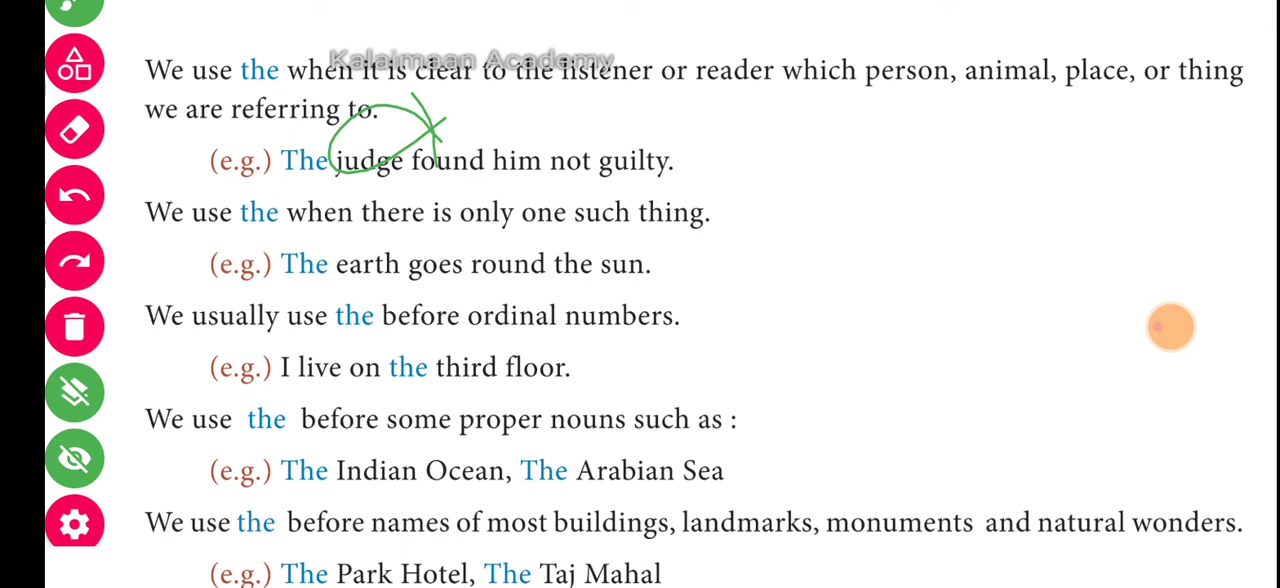 Kalaimaan Academy
We use the when it is clear to the listener or reader which person, animal, place, or thing
we are referring to.
(e.g.) The judge found him not guilty.
We use the when there is only one such thing.
(e.g.) The earth goes round the sun.
We usually use the before ordinal numbers.
(e.g.) I live on the third floor.
We use the before some proper nouns such as :
(e.g.) The Indian Ocean, The Arabian Sea
We use the before names of most buildings, landmarks, monuments and natural wonders.
(e.g.) The Park Hotel, The Taj Mahal